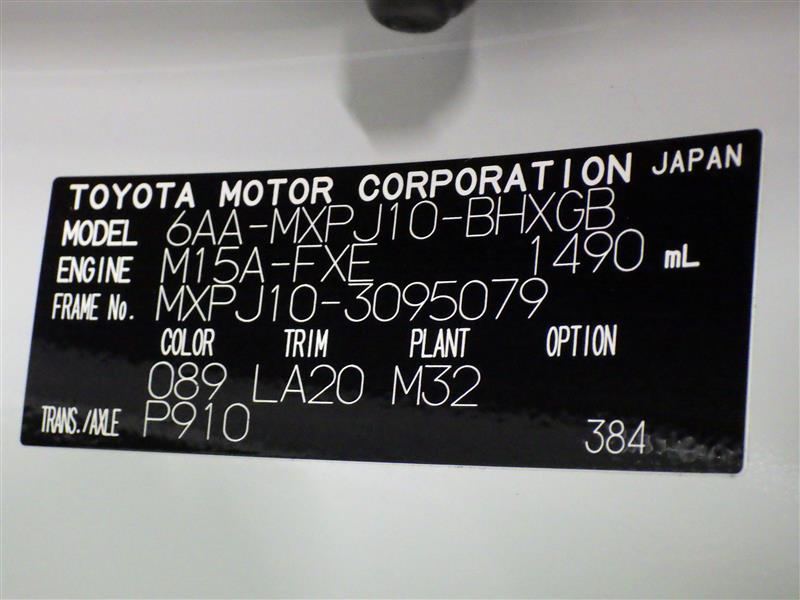 TOYOTA MOTOR CORPORATION JAPAN
MODEL 6AA-MXPJ10-BHXGB
ENGINE M15A-FXE 1490 mL
FRAME No. MXPJ10-3095079
COLOR TRIM PLANT OPTION
089 LA20 M32
TRANS./AXLE P910 384